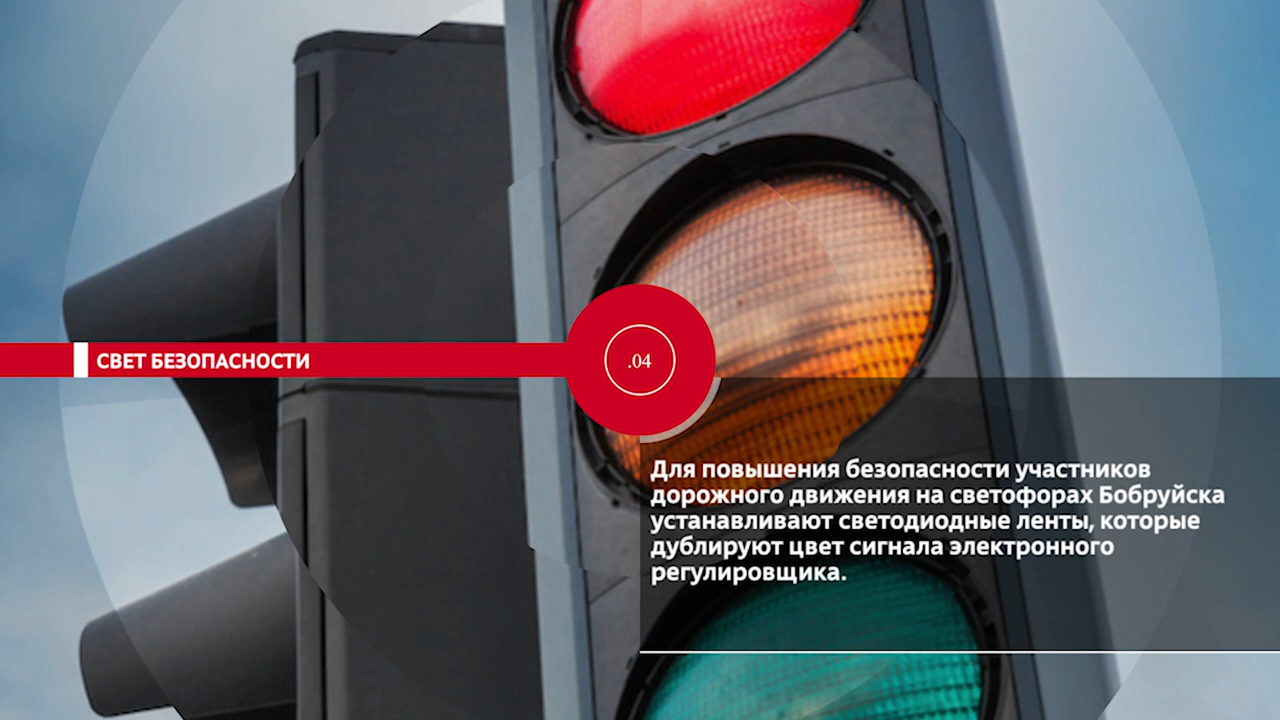 СВЕТ БЕЗОПАСНОСТИ
.04
Для повышения безопасности участников
дорожного движения на светофорах Бобруйска
устанавливают светодиодные ленты, которые
дублируют цвет сигнала электронного
регулировщика.